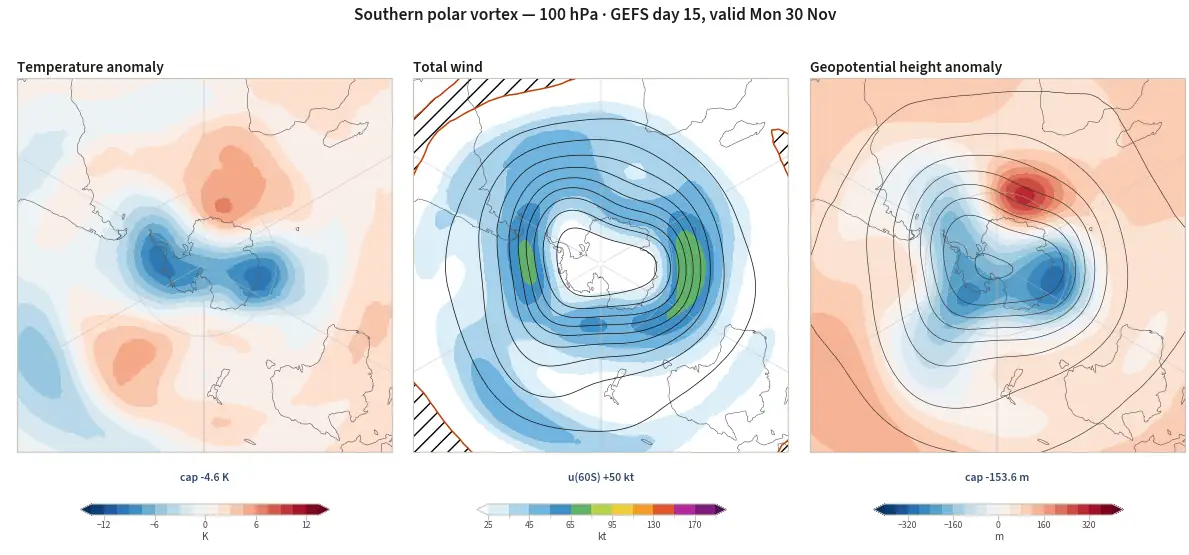 Southern polar vortex — 100 hPa · GEFS day 15, valid Mon 30 Nov
Temperature anomaly
Total wind
Geopotential height anomaly
cap -4.6 K
u(60S) +50 kt
cap -153.6 m
−12 −6 0 6 12
K
25 45 65 95 130 170
kt
−320 −160 0 160 320
m